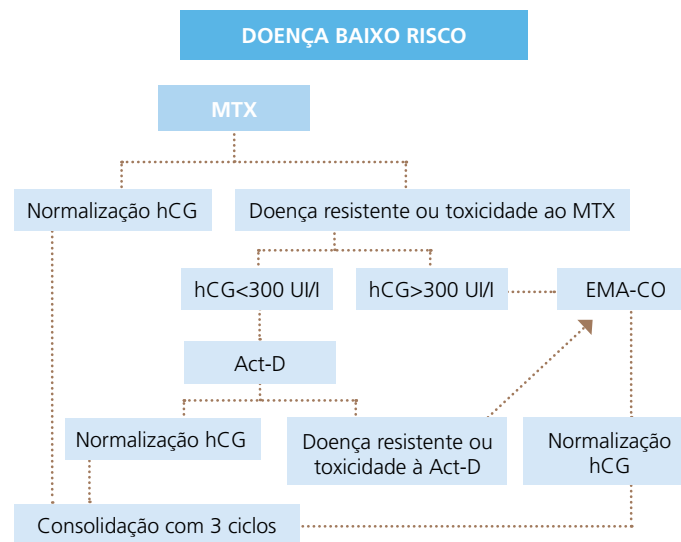 DOENÇA BAIXO RISCO
MTX
Normalização hCG
Doença resistente ou toxicidade ao MTX
hCG<300 UI/l
hCG>300 UI/l
EMA-CO
Act-D
Normalização hCG
Doença resistente ou
toxicidade à Act-D
Normalização
hCG
Consolidação com 3 ciclos